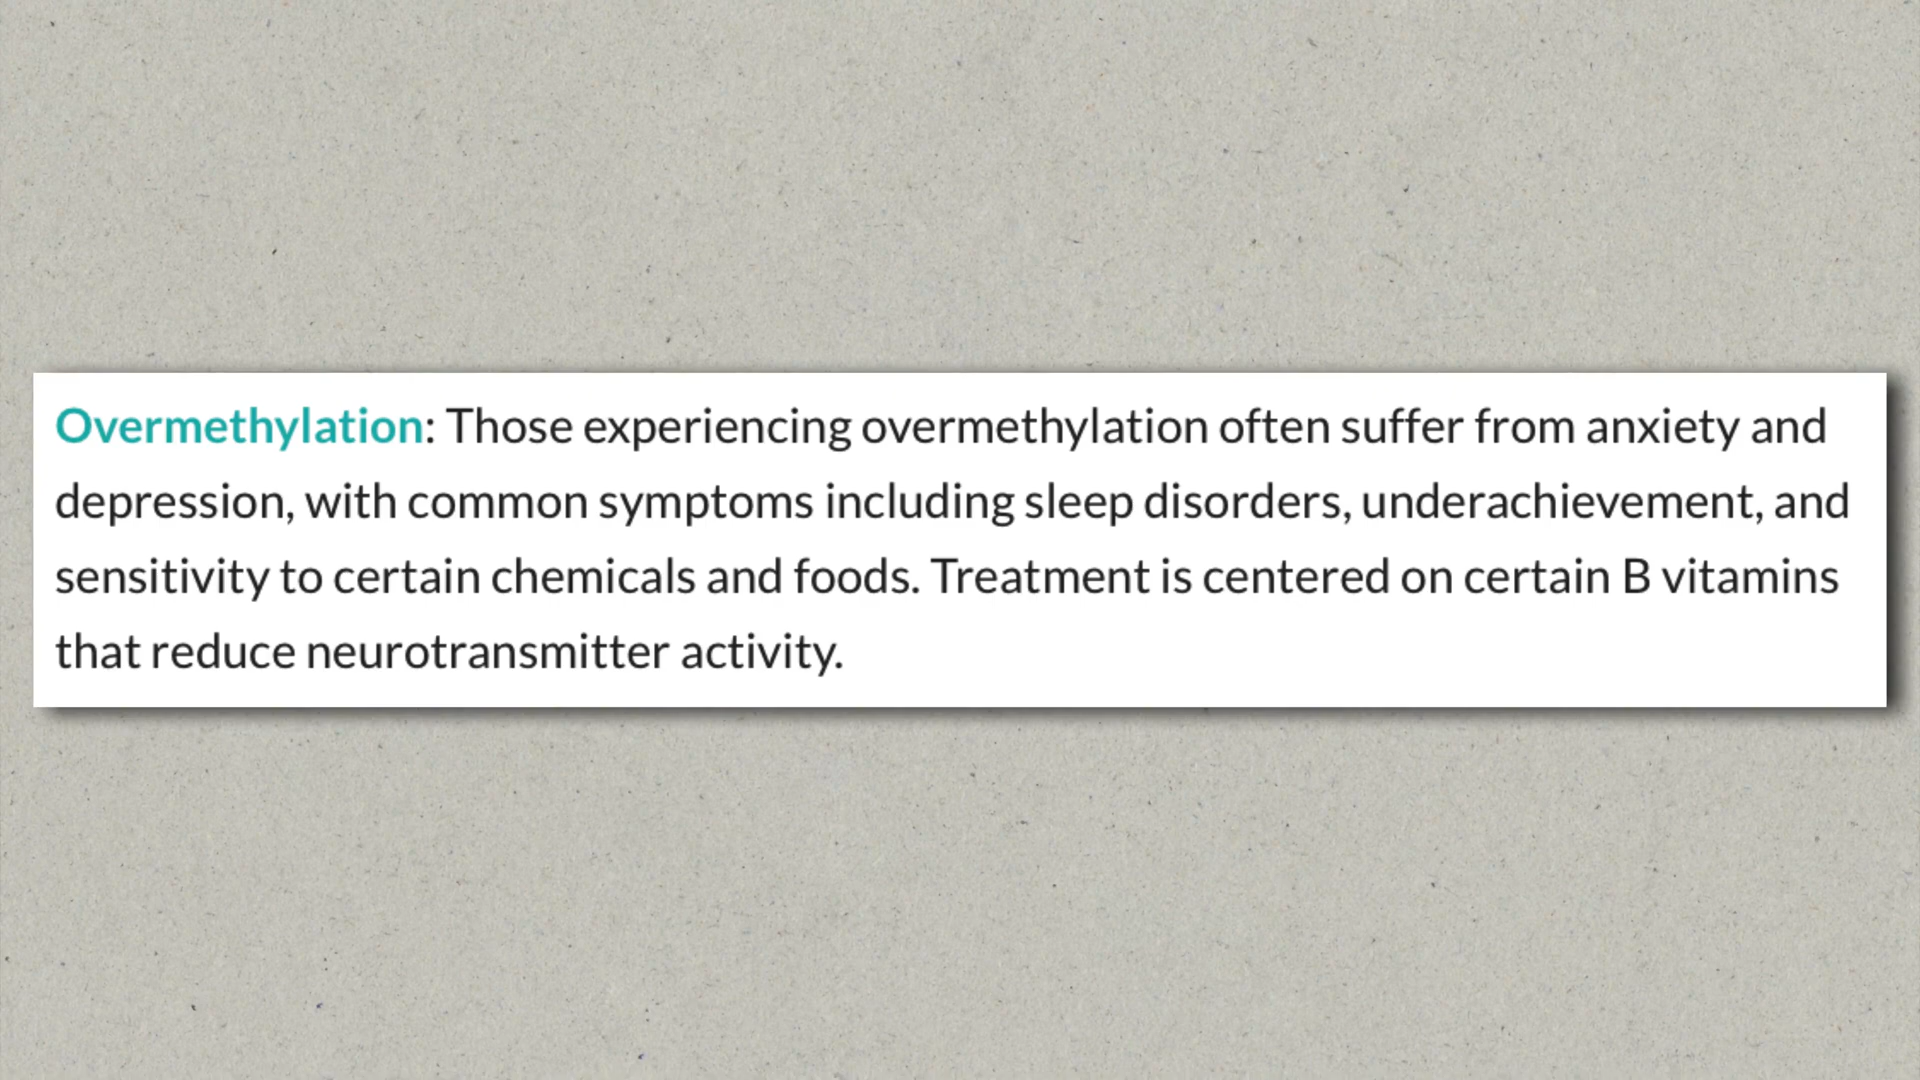 Overmethylation: Those experiencing overmethylation often suffer from anxiety and
depression, with common symptoms including sleep disorders, underachievement, and
sensitivity to certain chemicals and foods. Treatment is centered on certain B vitamins
that reduce neurotransmitter activity.